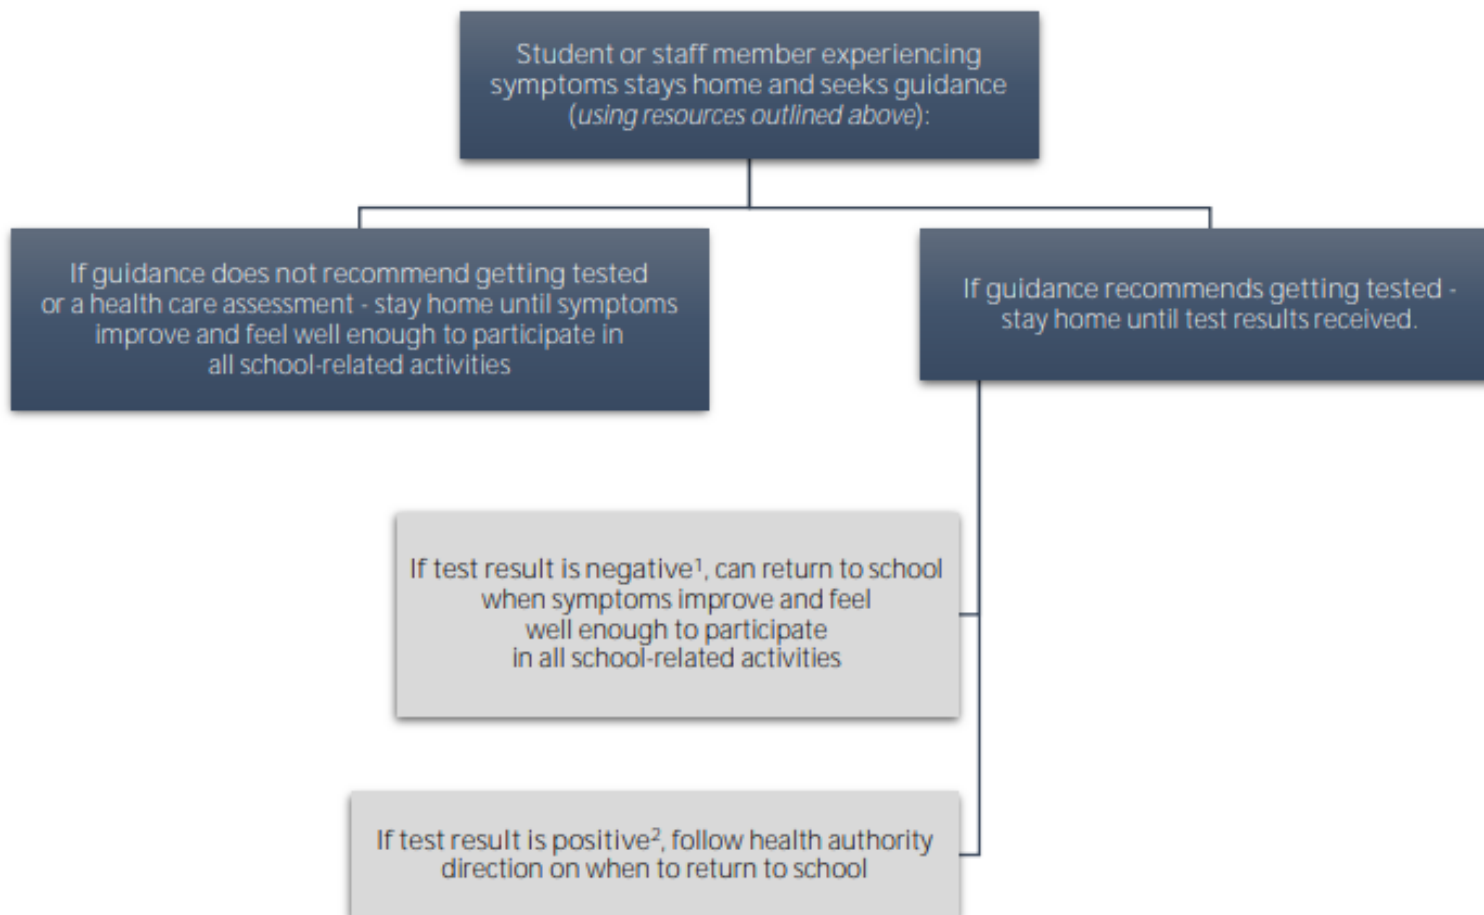 Student or staff member experiencing
symptoms stays home and seeks guidance
(using resources outlined above):
If guidance does not recommend getting tested
or a health care assessment - stay home until symptoms
improve and feel well enough to participate in
all school-related activities
If guidance recommends getting tested -
stay home until test results received.
If test result is negative¹, can return to school
when symptoms improve and feel
well enough to participate
in all school-related activities
If test result is positive², follow health authority
direction on when to return to school